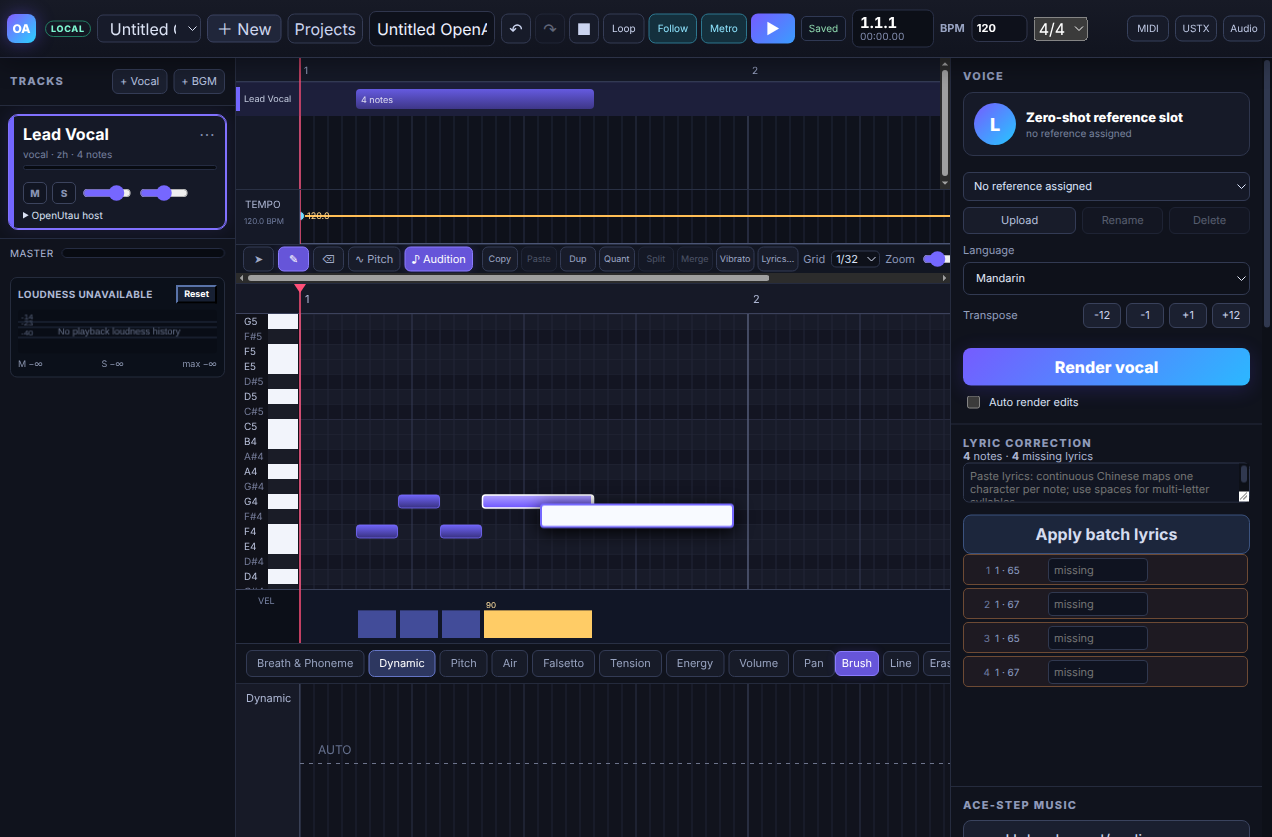 OA LOCAL Untitled ( + New Projects Untitled OpenA Loop Follow Metro Saved 1.1.1 00:00.00 BPM 120 4/4 MIDI USTX Audio
TRACKS + Vocal + BGM
Lead Vocal ...
vocal · zh · 4 notes
M S
OpenUtau host
MASTER
LOUDNESS UNAVAILABLE Reset
-14
-23
-40
No playback loudness history
M −∞ S −∞ max −∞
1 2
Lead Vocal 4 notes
TEMPO
120.0 BPM 120.0
Pitch Audition Copy Paste Dup Quant Split Merge Vibrato Lyrics... Grid 1/32 Zoom
1 2
G5
F#5
F5
E5
D#5
D5
C#5
C5
B4
A#4
A4
G#4
G4
F#4
F4
E4
D#4
D4
VEL 90
Breath & Phoneme Dynamic Pitch Air Falsetto Tension Energy Volume Pan Brush Line Eras
Dynamic
AUTO
VOICE
L Zero-shot reference slot
no reference assigned
No reference assigned
Upload Rename Delete
Language
Mandarin
Transpose -12 -1 +1 +12
Render vocal
Auto render edits
LYRIC CORRECTION
4 notes · 4 missing lyrics
Paste lyrics: continuous Chinese maps one
character per note; use spaces for multi-letter
Apply batch lyrics
1 1 · 65 missing
2 1 · 67 missing
3 1 · 65 missing
4 1 · 67 missing
ACE-STEP MUSIC